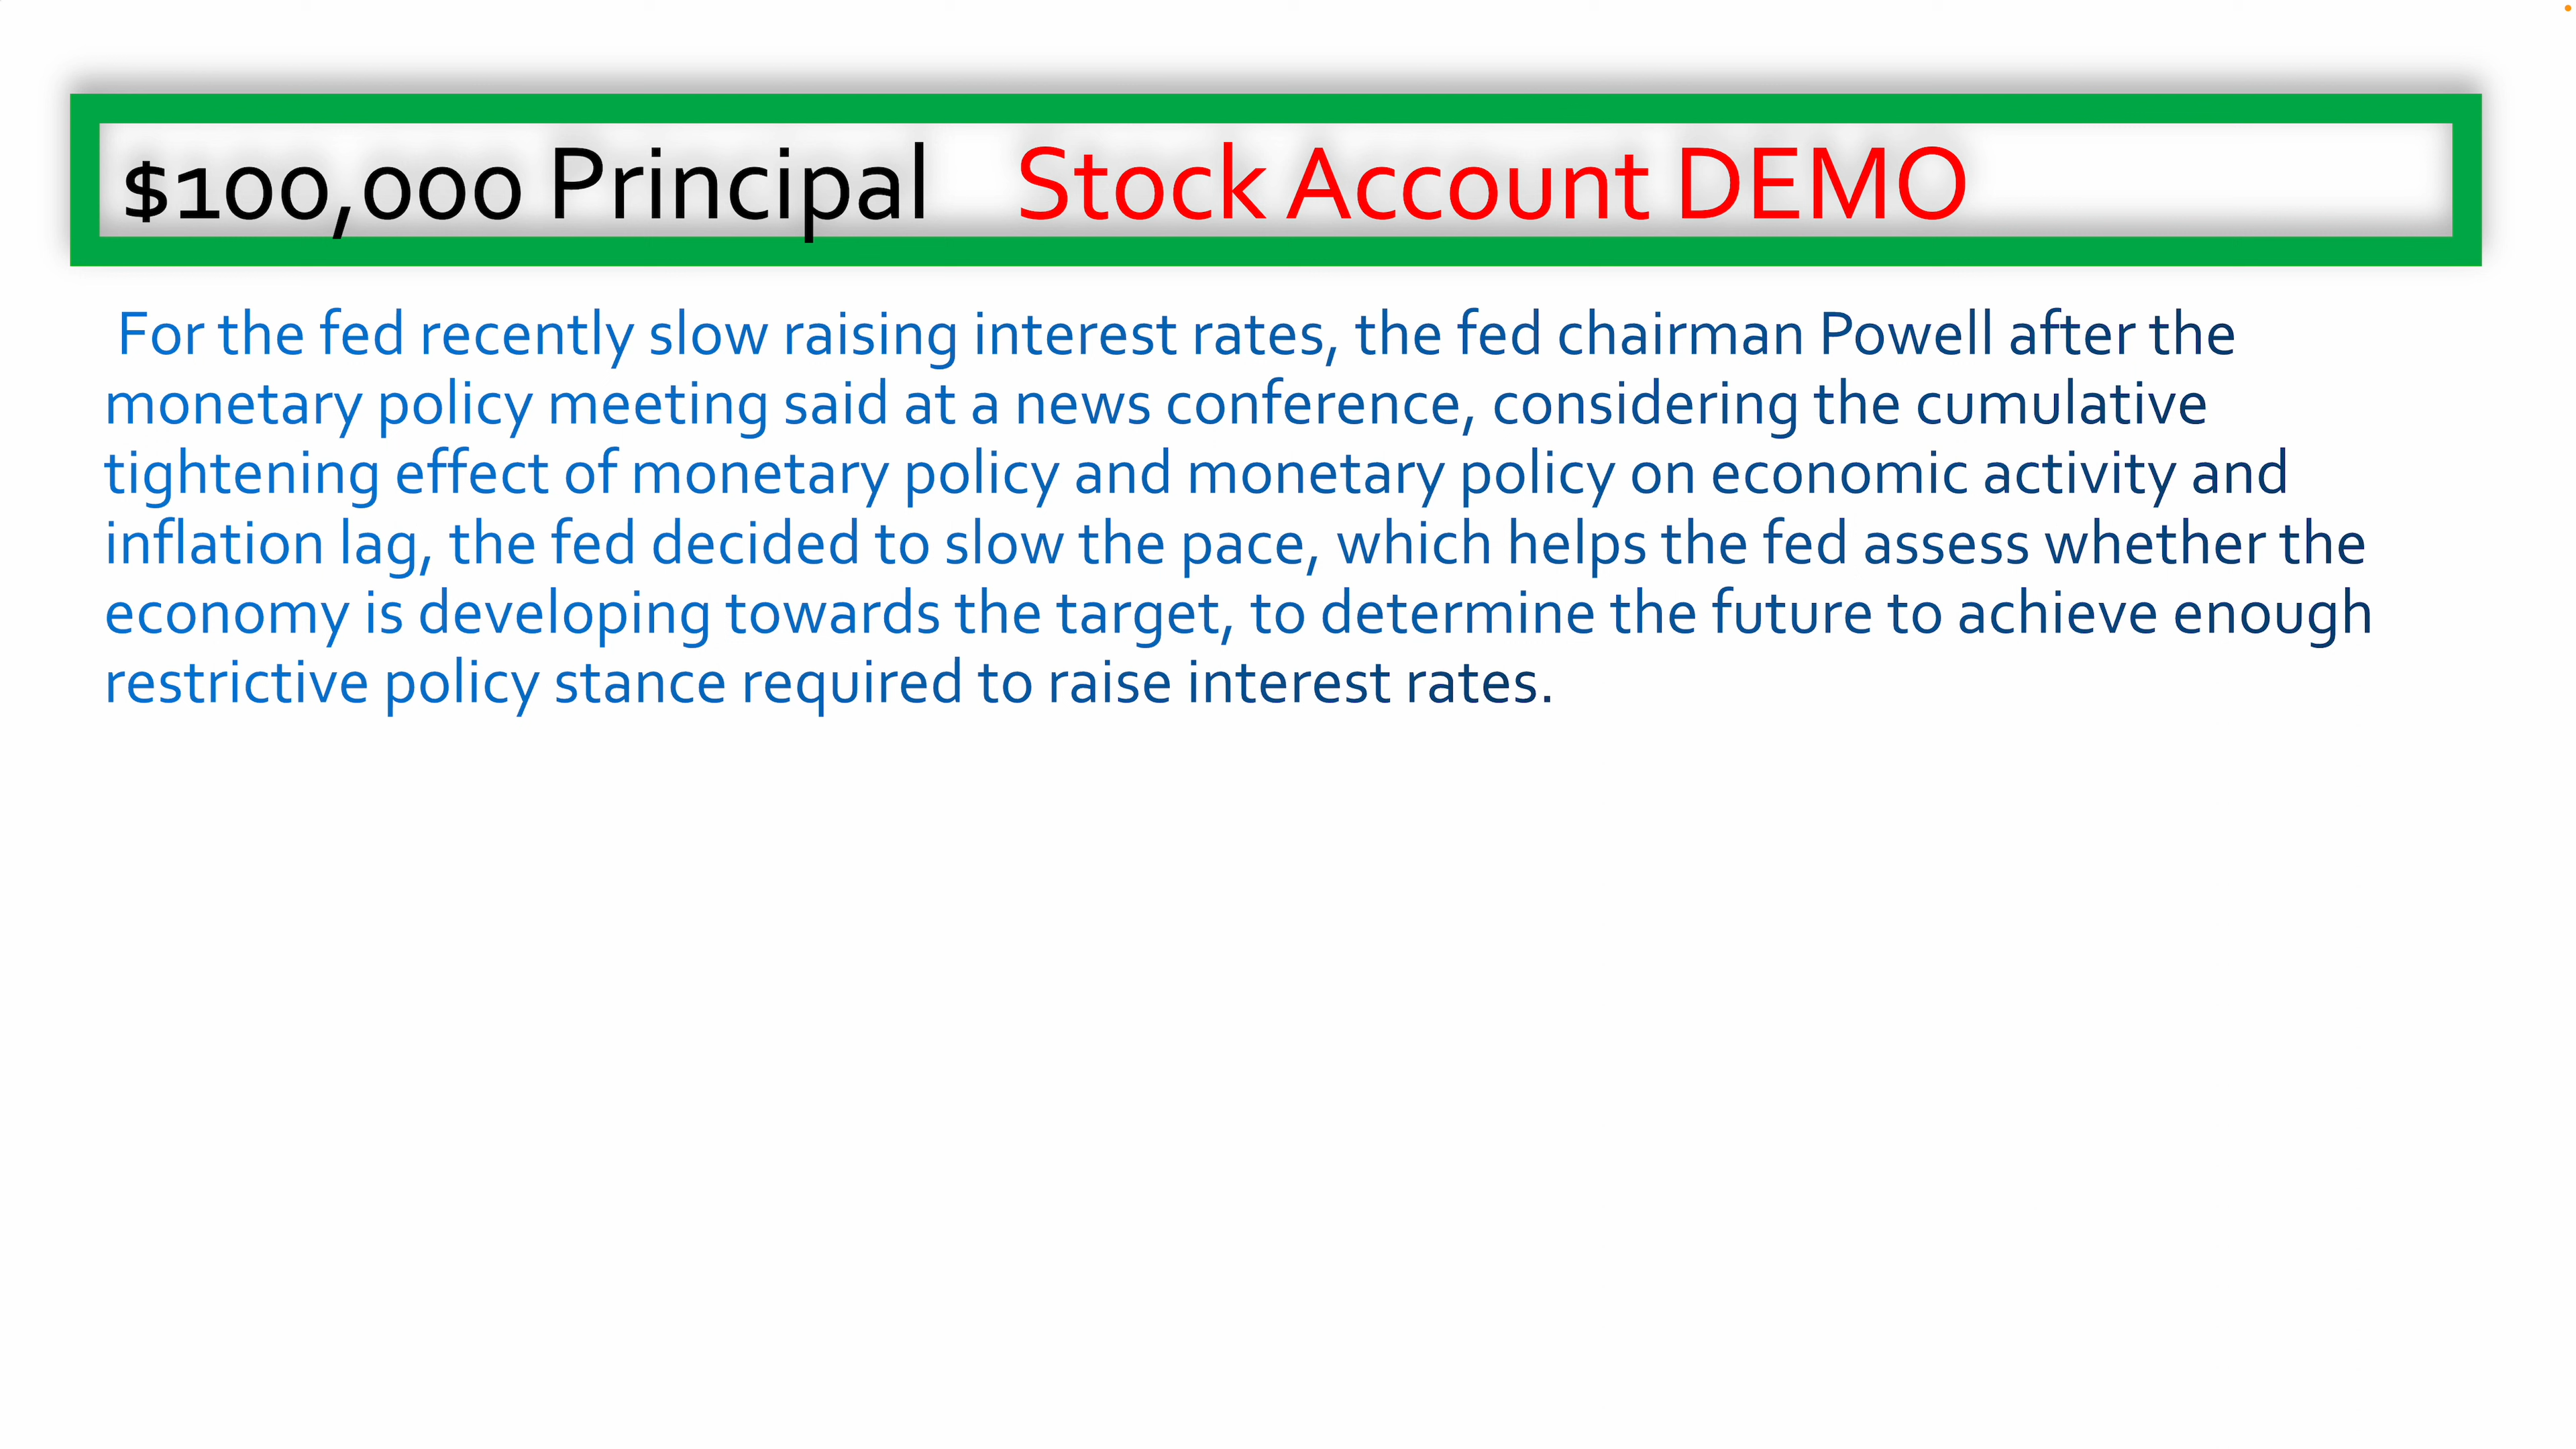 $100,000 Principal Stock Account DEMO
For the fed recently slow raising interest rates, the fed chairman Powell after the
monetary policy meeting said at a news conference, considering the cumulative
tightening effect of monetary policy and monetary policy on economic activity and
inflation lag, the fed decided to slow the pace, which helps the fed assess whether the
economy is developing towards the target, to determine the future to achieve enough
restrictive policy stance required to raise interest rates.